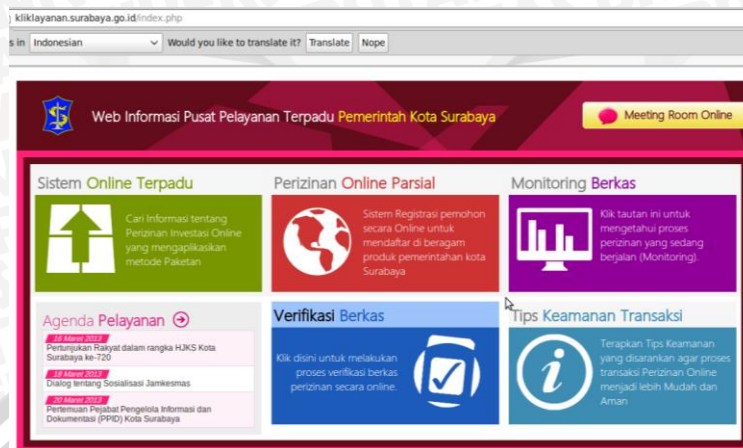 kliklayanan.surabaya.go.id/index.php
s in Indonesian Would you like to translate it? Translate Nope
Web Informasi Pusat Pelayanan Terpadu Pemerintah Kota Surabaya
Meeting Room Online
Sistem Online Terpadu
Cari Informasi tentang
Perizinan Investasi Online
yang mengaplikasikan
metode Paketan
Perizinan Online Parsial
Sistem Registrasi pemohon
secara Online untuk
mendaftar di beragam
produk pemerintahan kota
Surabaya
Monitoring Berkas
Klik tautan ini untuk
mengetahui proses
perizinan yang sedang
berjalan (Monitoring).
Agenda Pelayanan
16 Maret 2013
Pertunjukan Rakyat dalam rangka HJKS Kota
Surabaya ke-720
18 Maret 2013
Dialog tentang Sosialisasi Jamkesmas
20 Maret 2013
Pertemuan Pejabat Pengelola Informasi dan
Dokumentasi (PPID) Kota Surabaya
Verifikasi Berkas
Klik disini untuk melakukan
proses verifikasi berkas
perizinan secara online.
Tips Keamanan Transaksi
Terapkan Tips Keamanan
yang disarankan agar proses
transaksi Perizinan Online
menjadi lebih Mudah dan
Aman